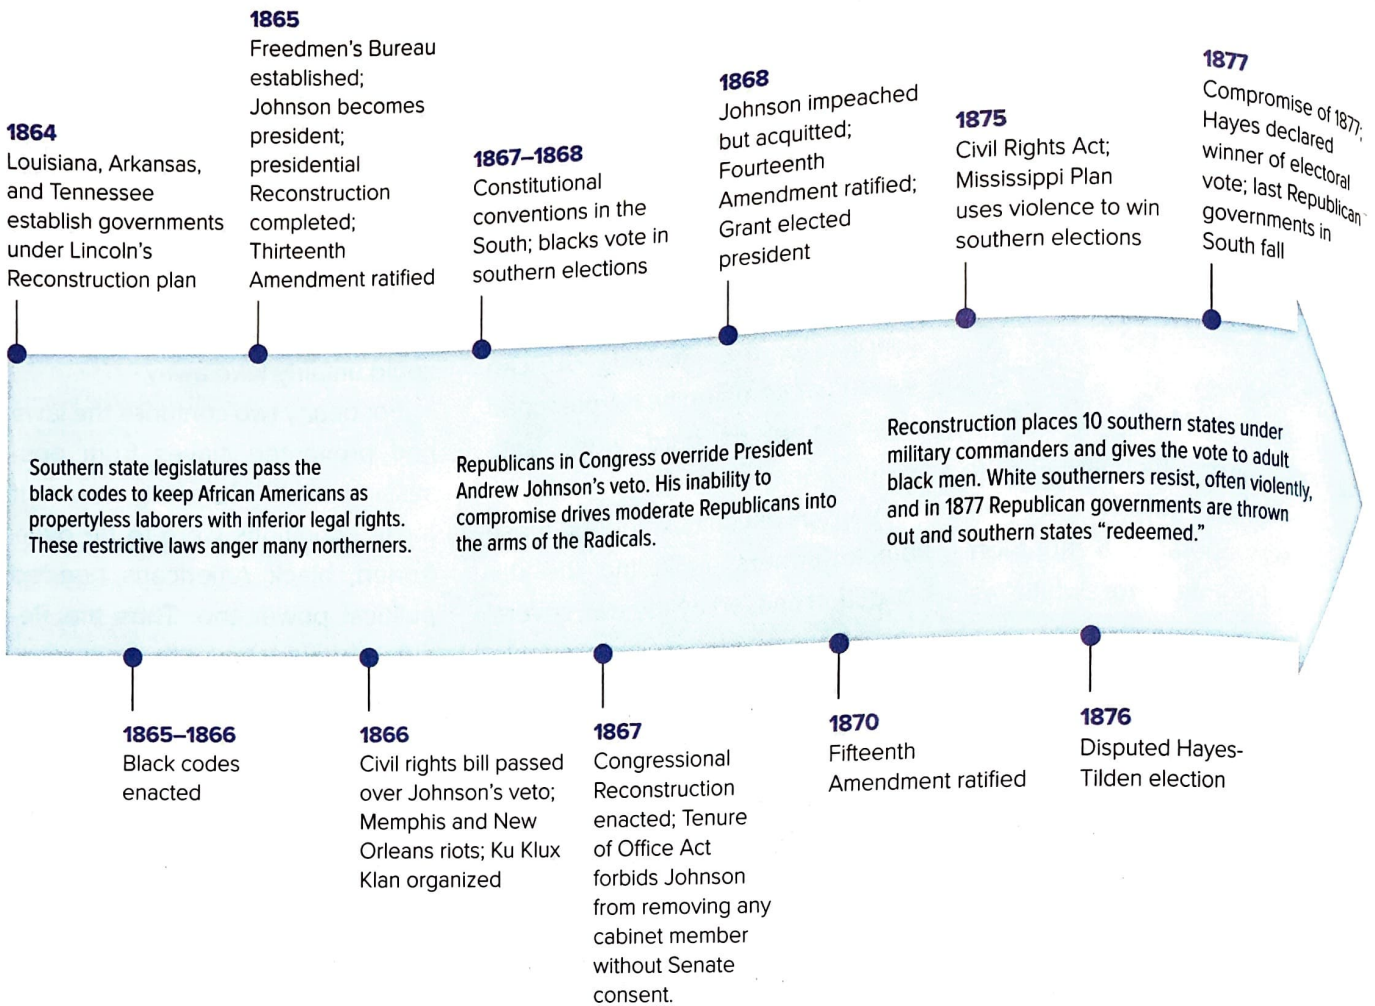 1864
Louisiana, Arkansas,
and Tennessee
establish governments
under Lincoln's
Reconstruction plan
1865
Freedmen's Bureau
established;
Johnson becomes
president;
presidential
Reconstruction
completed;
Thirteenth
Amendment ratified
1867–1868
Constitutional
conventions in the
South; blacks vote in
southern elections
1868
Johnson impeached
but acquitted;
Fourteenth
Amendment ratified;
Grant elected
president
1875
Civil Rights Act;
Mississippi Plan
uses violence to win
southern elections
1877
Compromise of 1877;
Hayes declared
winner of electoral
vote; last Republican
governments in
South fall
Southern state legislatures pass the
black codes to keep African Americans as
propertyless laborers with inferior legal rights.
These restrictive laws anger many northerners.
Republicans in Congress override President
Andrew Johnson's veto. His inability to
compromise drives moderate Republicans into
the arms of the Radicals.
Reconstruction places 10 southern states under
military commanders and gives the vote to adult
black men. White southerners resist, often violently,
and in 1877 Republican governments are thrown
out and southern states “redeemed.”
1865–1866
Black codes
enacted
1866
Civil rights bill passed
over Johnson's veto;
Memphis and New
Orleans riots; Ku Klux
Klan organized
1867
Congressional
Reconstruction
enacted; Tenure
of Office Act
forbids Johnson
from removing any
cabinet member
without Senate
consent.
1870
Fifteenth
Amendment ratified
1876
Disputed Hayes-
Tilden election